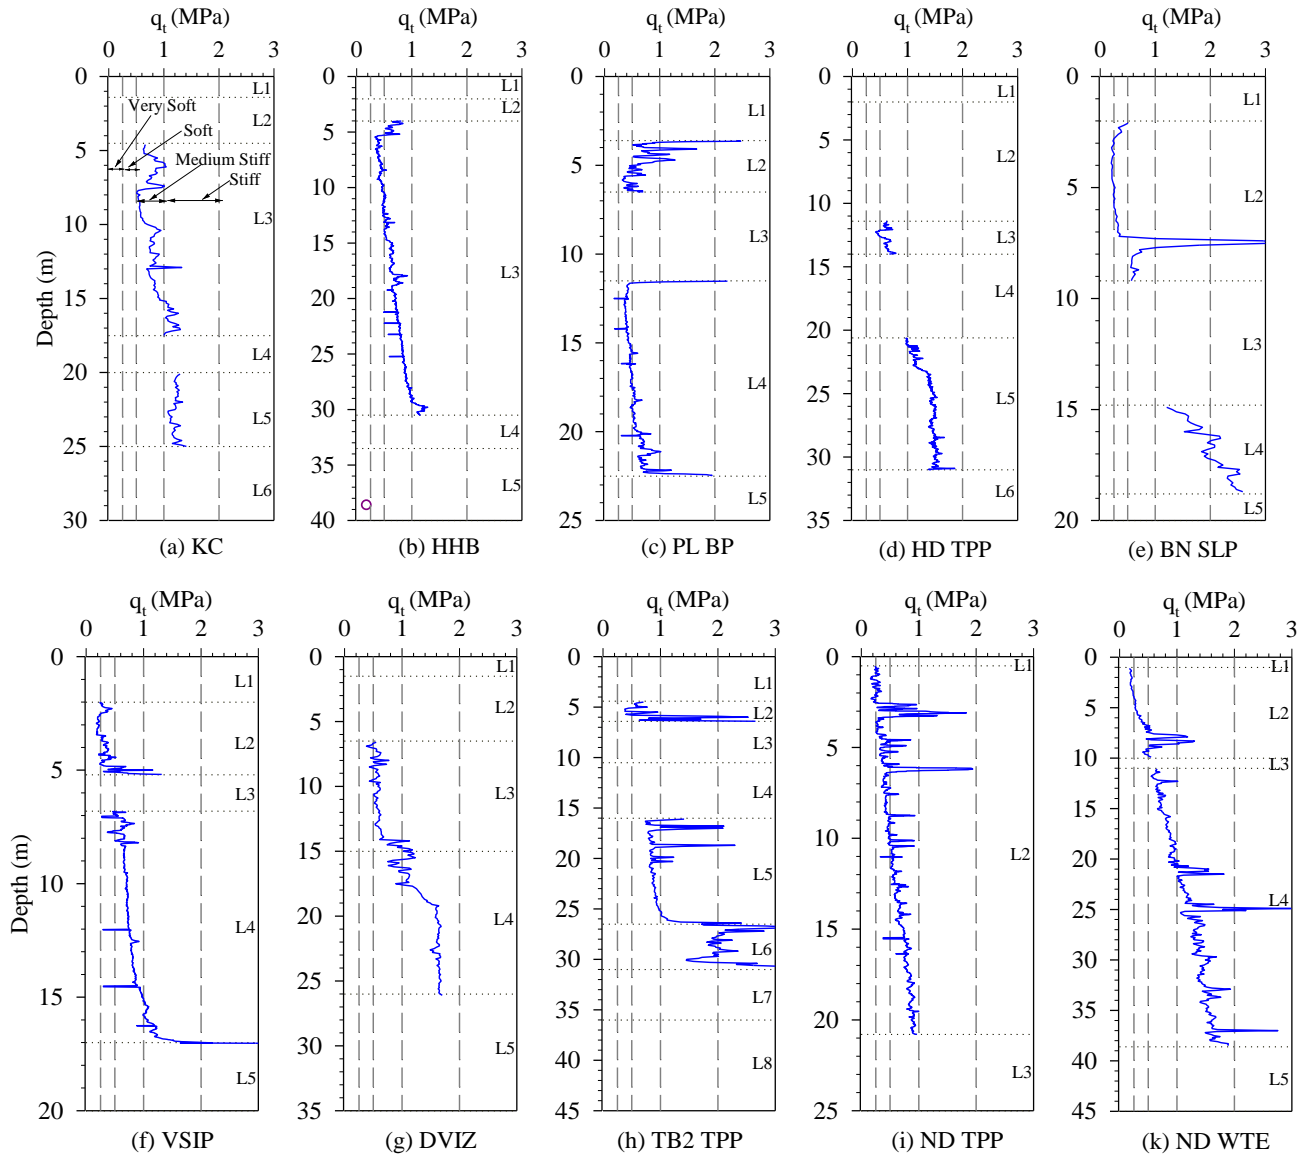 qt (MPa) qt (MPa) qt (MPa) qt (MPa) qt (MPa)
0 1 2 3 0 1 2 3 0 1 2 3 0 1 2 3 0 1 2 3
Depth (m)
0 5 10 15 20 25 30
L1
L2
Very Soft
Soft
Medium Stiff
Stiff
L3
L4
L5
L6
(a) KC
0 5 10 15 20 25 30 35 40
L1
L2
L3
L4
L5
(b) HHB
0 5 10 15 20 25
L1
L2
L3
L4
L5
(c) PL BP
0 5 10 15 20 25 30 35
L1
L2
L3
L4
L5
L6
(d) HD TPP
0 5 10 15 20
L1
L2
L3
L4
L5
(e) BN SLP
qt (MPa) qt (MPa) qt (MPa) qt (MPa) qt (MPa)
0 1 2 3 0 1 2 3 0 1 2 3 0 1 2 3 0 1 2 3
Depth (m)
0 5 10 15 20
L1
L2
L3
L4
L5
(f) VSIP
0 5 10 15 20 25 30 35
L1
L2
L3
L4
L5
(g) DVIZ
0 5 10 15 20 25 30 35 40 45
L1
L2
L3
L4
L5
L6
L7
L8
(h) TB2 TPP
0 5 10 15 20 25
L1
L2
L3
(i) ND TPP
0 5 10 15 20 25 30 35 40 45
L1
L2
L3
L4
L5
(k) ND WTE